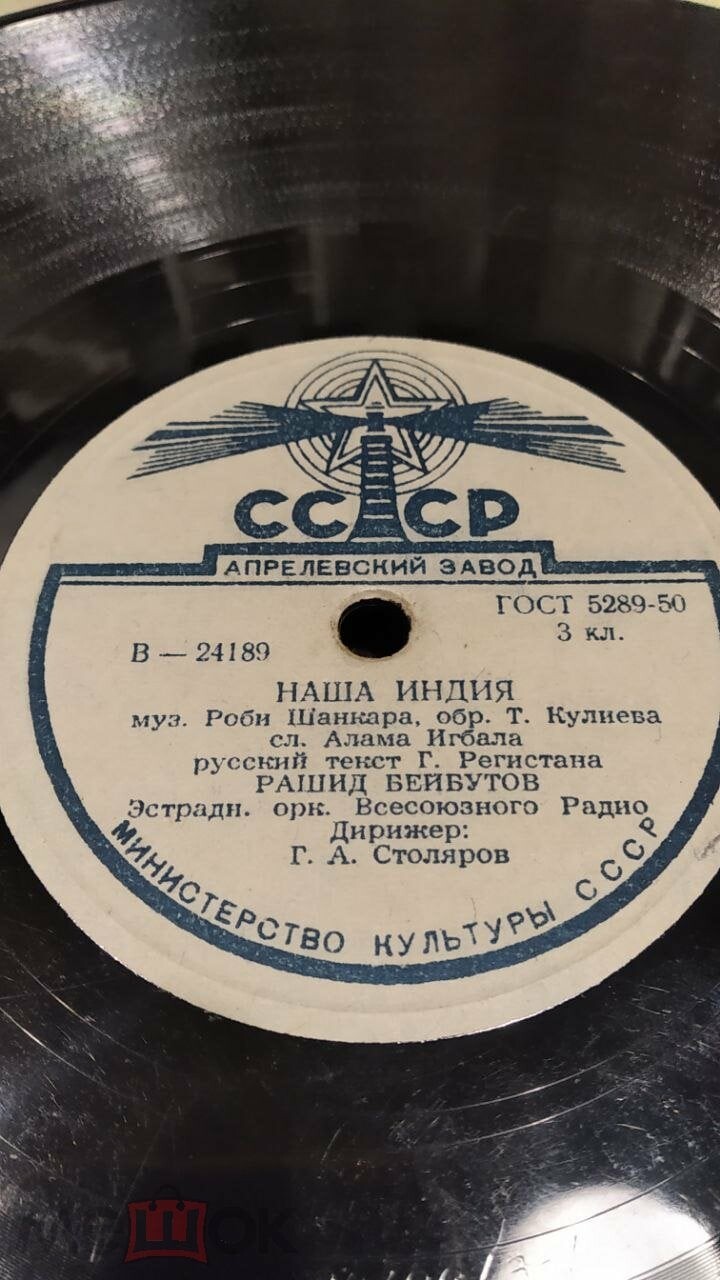 СССР
АПРЕЛЕВСКИЙ ЗАВОД
ГОСТ 5289-50
3 кл.
В — 24189
НАША ИНДИЯ
муз. Роби Шанкара, обр. Т. Кулиева
сл. Алама Игбала
русский текст Г. Регистана
РАШИД БЕЙБУТОВ
Эстрадн. орк. Всесоюзного Радио
Дирижер:
Г. А. Столяров
МИНИСТЕРСТВО КУЛЬТУРЫ СССР